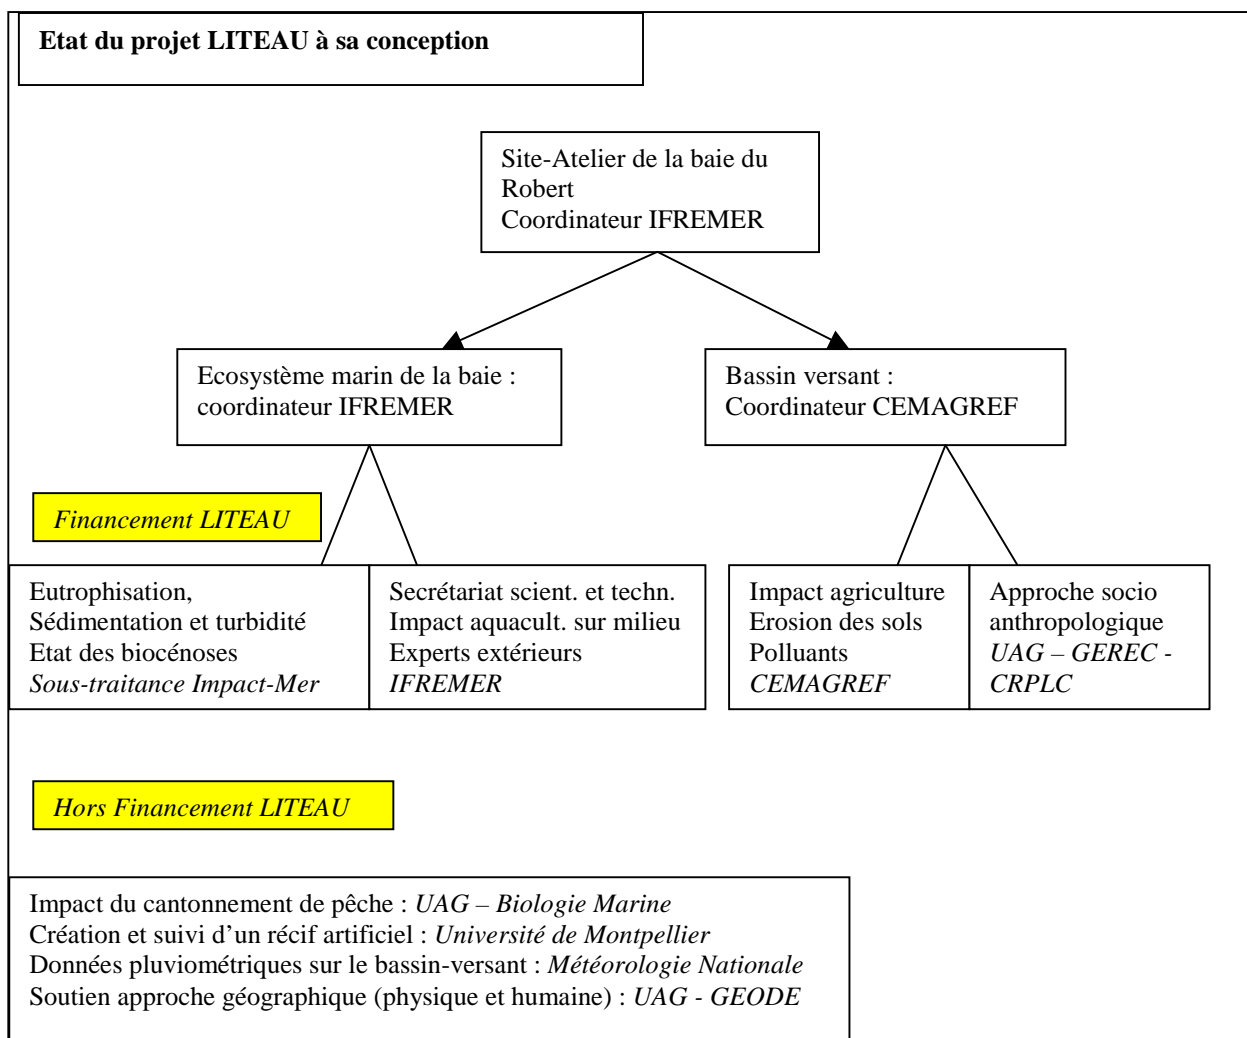 Etat du projet LITEAU à sa conception
Site-Atelier de la baie du
Robert
Coordinateur IFREMER
Ecosystème marin de la baie :
coordinateur IFREMER
Bassin versant :
Coordinateur CEMAGREF
Financement LITEAU
Eutrophisation,
Sédimentation et turbidité
Etat des biocénoses
Sous-traitance Impact-Mer
Secrétariat scient. et techn.
Impact aquacult. sur milieu
Experts extérieurs
IFREMER
Impact agriculture
Erosion des sols
Polluants
CEMAGREF
Approche socio
anthropologique
UAG – GEREC -
CRPLC
Hors Financement LITEAU
Impact du cantonnement de pêche : UAG – Biologie Marine
Création et suivi d’un récif artificiel : Université de Montpellier
Données pluviométriques sur le bassin-versant : Météorologie Nationale
Soutien approche géographique (physique et humaine) : UAG - GEODE